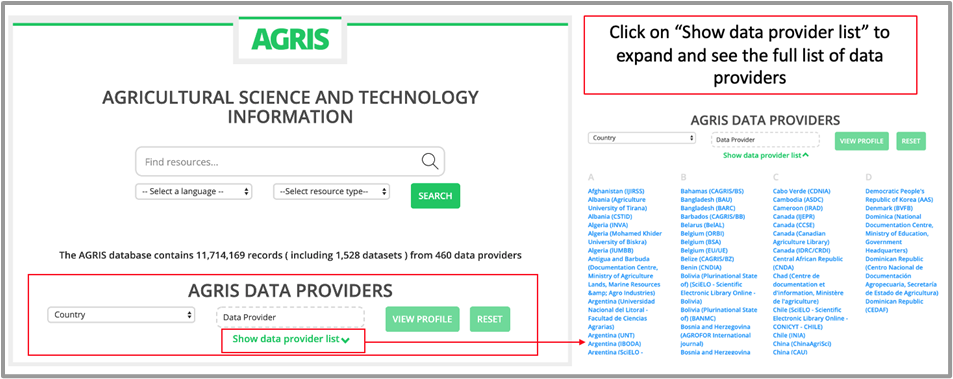 AGRIS
AGRICULTURAL SCIENCE AND TECHNOLOGY
INFORMATION
Find resources...
-- Select a language --
--Select resource type--
SEARCH
The AGRIS database contains 11,714,169 records ( including 1,528 datasets ) from 460 data providers
AGRIS DATA PROVIDERS
Country
Data Provider
VIEW PROFILE
RESET
Show data provider list
Click on “Show data provider list” to
expand and see the full list of data
providers
AGRIS DATA PROVIDERS
Country
Data Provider
VIEW PROFILE
RESET
Show data provider list
A
Afghanistan (IJIRSS)
Albania (Agriculture
University of Tirana)
Albania (CSTID)
Algeria (INVA)
Algeria (Mohamed Khider
University of Biskra)
Algeria (IUMBB)
Antigua and Barbuda
(Documentation Centre,
Ministry of Agriculture
Lands, Marine Resources
&amp; Agro Industries)
Argentina (Universidad
Nacional del Litoral -
Facultad de Ciencias
Agrarias)
Argentina (UNT)
Argentina (IBODA)
Argentina (SciELO -
B
Bahamas (CAGRIS/BS)
Bangladesh (BAU)
Bangladesh (BARC)
Barbados (CAGRIS/BB)
Belarus (BelAL)
Belgium (ORBI)
Belgium (BSA)
Belgium (EU/UE)
Belize (CAGRIS/BZ)
Benin (CNDIA)
Bolivia (Plurinational State
of) (SciELO - Scientific
Electronic Library Online -
Bolivia)
Bolivia (Plurinational State
of) (BANMC)
Bosnia and Herzegovina
(AGROFOR International
Journal)
Bosnia and Herzegovina
C
Cabo Verde (CDNIA)
Cambodia (ASDC)
Cameroon (IRAD)
Canada (IJEPR)
Canada (CCSE)
Canada (Canadian
Agriculture Library)
Canada (IDRC/CRDI)
Central African Republic
(CNDA)
Chad (Centre de
documentation et
d'information, Ministère
de l'agriculture)
Chile (SciELO - Scientific
Electronic Library Online -
CONICYT - CHILE)
Chile (INIA)
China (ChinaAgriSci)
China (CAU)
D
Democratic People's
Republic of Korea (AAS)
Denmark (BVFB)
Dominica (National
Documentation Centre,
Ministry of Education,
Government
Headquarters)
Dominican Republic
(Centro Nacional de
Documentación
Agropecuaria, Secretaría
de Estado de Agricultura)
Dominican Republic
(CEDAF)